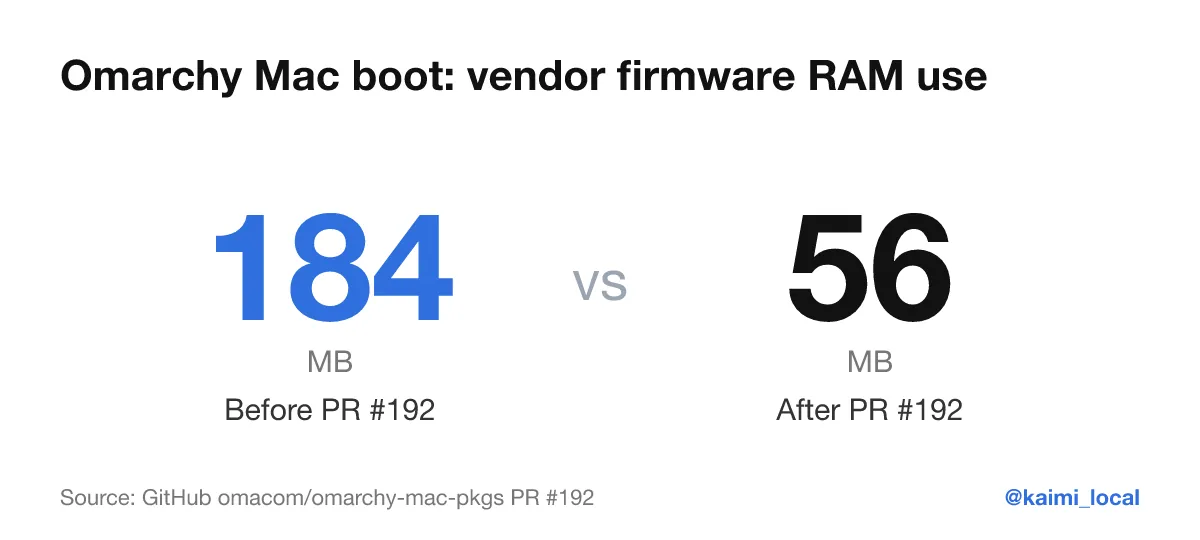 Omarchy Mac boot: vendor firmware RAM use
184 vs 56
MB MB
Before PR #192 After PR #192
Source: GitHub omacom/omarchy-mac-pkgs PR #192 @kaimi_local